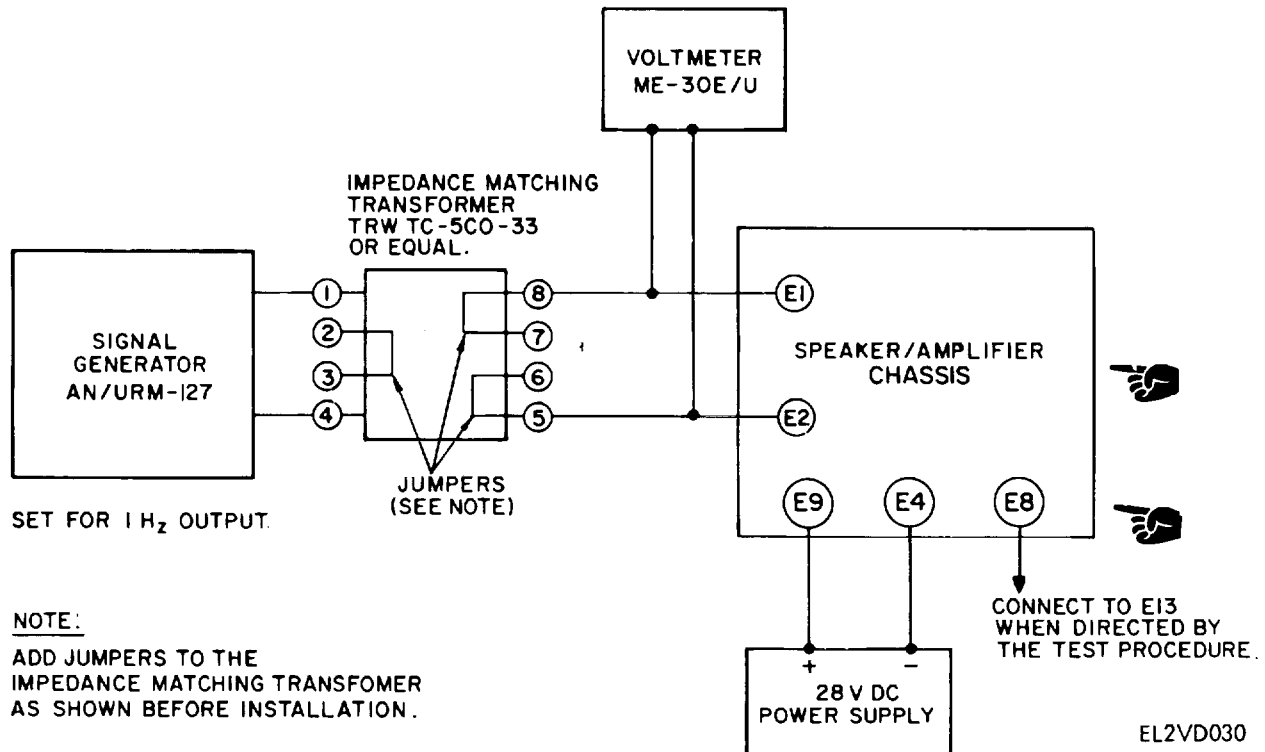 VOLTMETER
ME-30E/U
IMPEDANCE MATCHING
TRANSFORMER
TRW TC-5CO-33
OR EQUAL.
SIGNAL
GENERATOR
AN/URM-127
1
2
3
4
8
7
6
5
JUMPERS
(SEE NOTE)
SET FOR 1 Hz OUTPUT.
E1
E2
SPEAKER/AMPLIFIER
CHASSIS
E9
E4
E8
CONNECT TO E13
WHEN DIRECTED BY
THE TEST PROCEDURE.
+
-
28 V DC
POWER SUPPLY
NOTE:
ADD JUMPERS TO THE
IMPEDANCE MATCHING TRANSFOMER
AS SHOWN BEFORE INSTALLATION.
EL2VD030